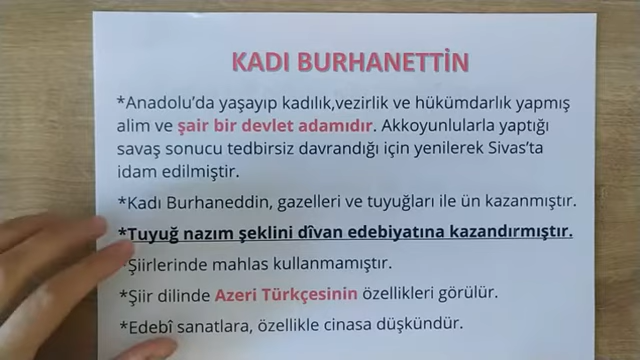 KADI BURHANETTİN
*Anadolu'da yaşayıp kadılık,vezirlik ve hükümdarlık yapmış
alim ve şair bir devlet adamıdır. Akkoyunlularla yaptığı
savaş sonucu tedbirsiz davrandığı için yenilerek Sivas'ta
idam edilmiştir.
*Kadı Burhaneddin, gazelleri ve tuyuğları ile ün kazanmıştır.
*Tuyuğ nazım şeklini dîvan edebiyatına kazandırmıştır.
*Şiirlerinde mahlas kullanmamıştır.
*Şiir dilinde Azeri Türkçesinin özellikleri görülür.
*Edebî sanatlara, özellikle cinasa düşkündür.